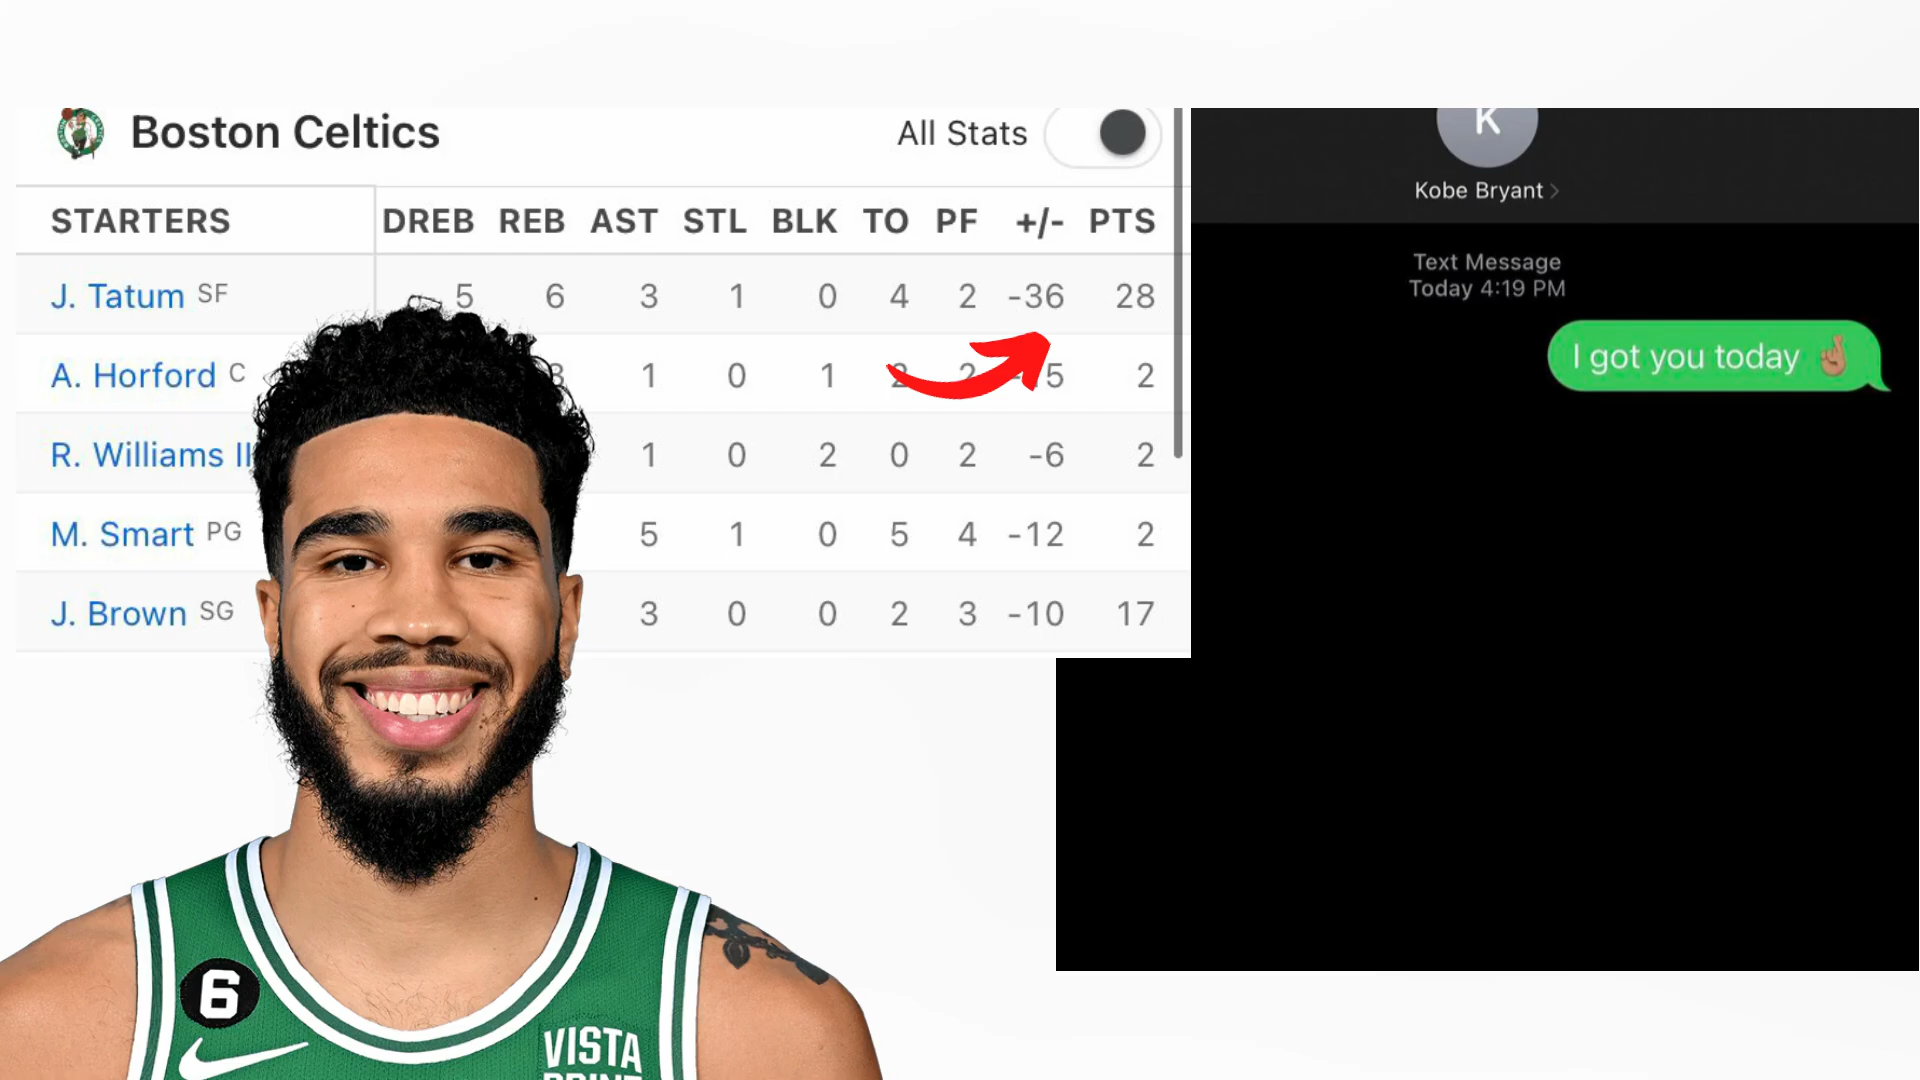 Boston Celtics
All Stats
STARTERS DREB REB AST STL BLK TO PF +/- PTS
J. Tatum SF 5 6 3 1 0 4 2 -36 28
A. Horford C 1 0 1 2 2 5 2
R. Williams 1 0 2 0 2 -6 2
M. Smart PG 5 1 0 5 4 -12 2
J. Brown SG 3 0 0 2 3 -10 17
6
VISTA
K
Kobe Bryant
Text Message
Today 4:19 PM
I got you today 🤞🏽